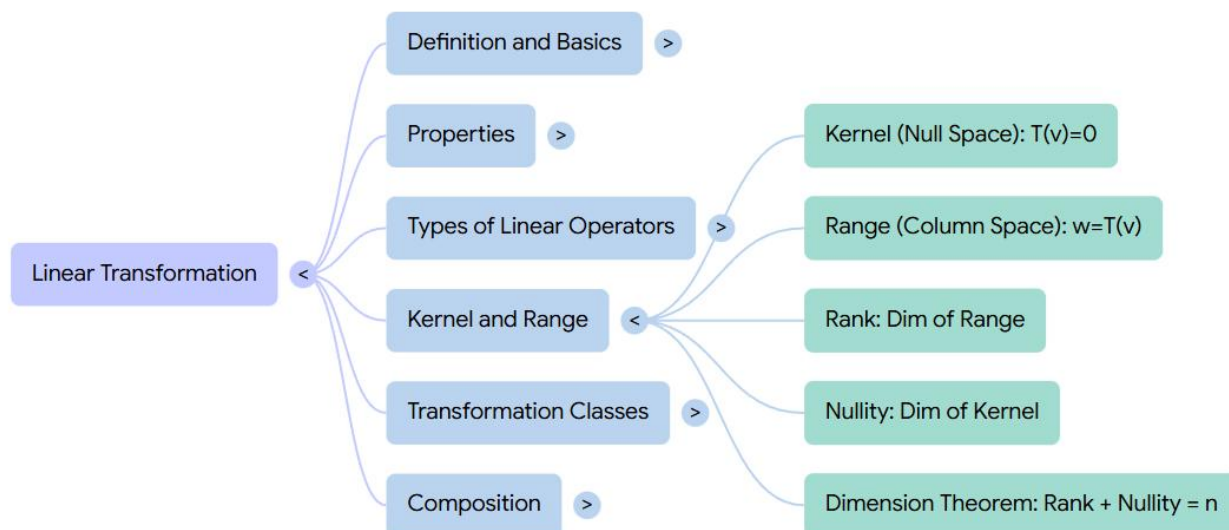 Linear Transformation
<
Definition and Basics
>
Properties
>
Types of Linear Operators
>
Kernel and Range
<
Transformation Classes
>
Composition
>
Kernel (Null Space): T(v)=0
Range (Column Space): w=T(v)
Rank: Dim of Range
Nullity: Dim of Kernel
Dimension Theorem: Rank + Nullity = n